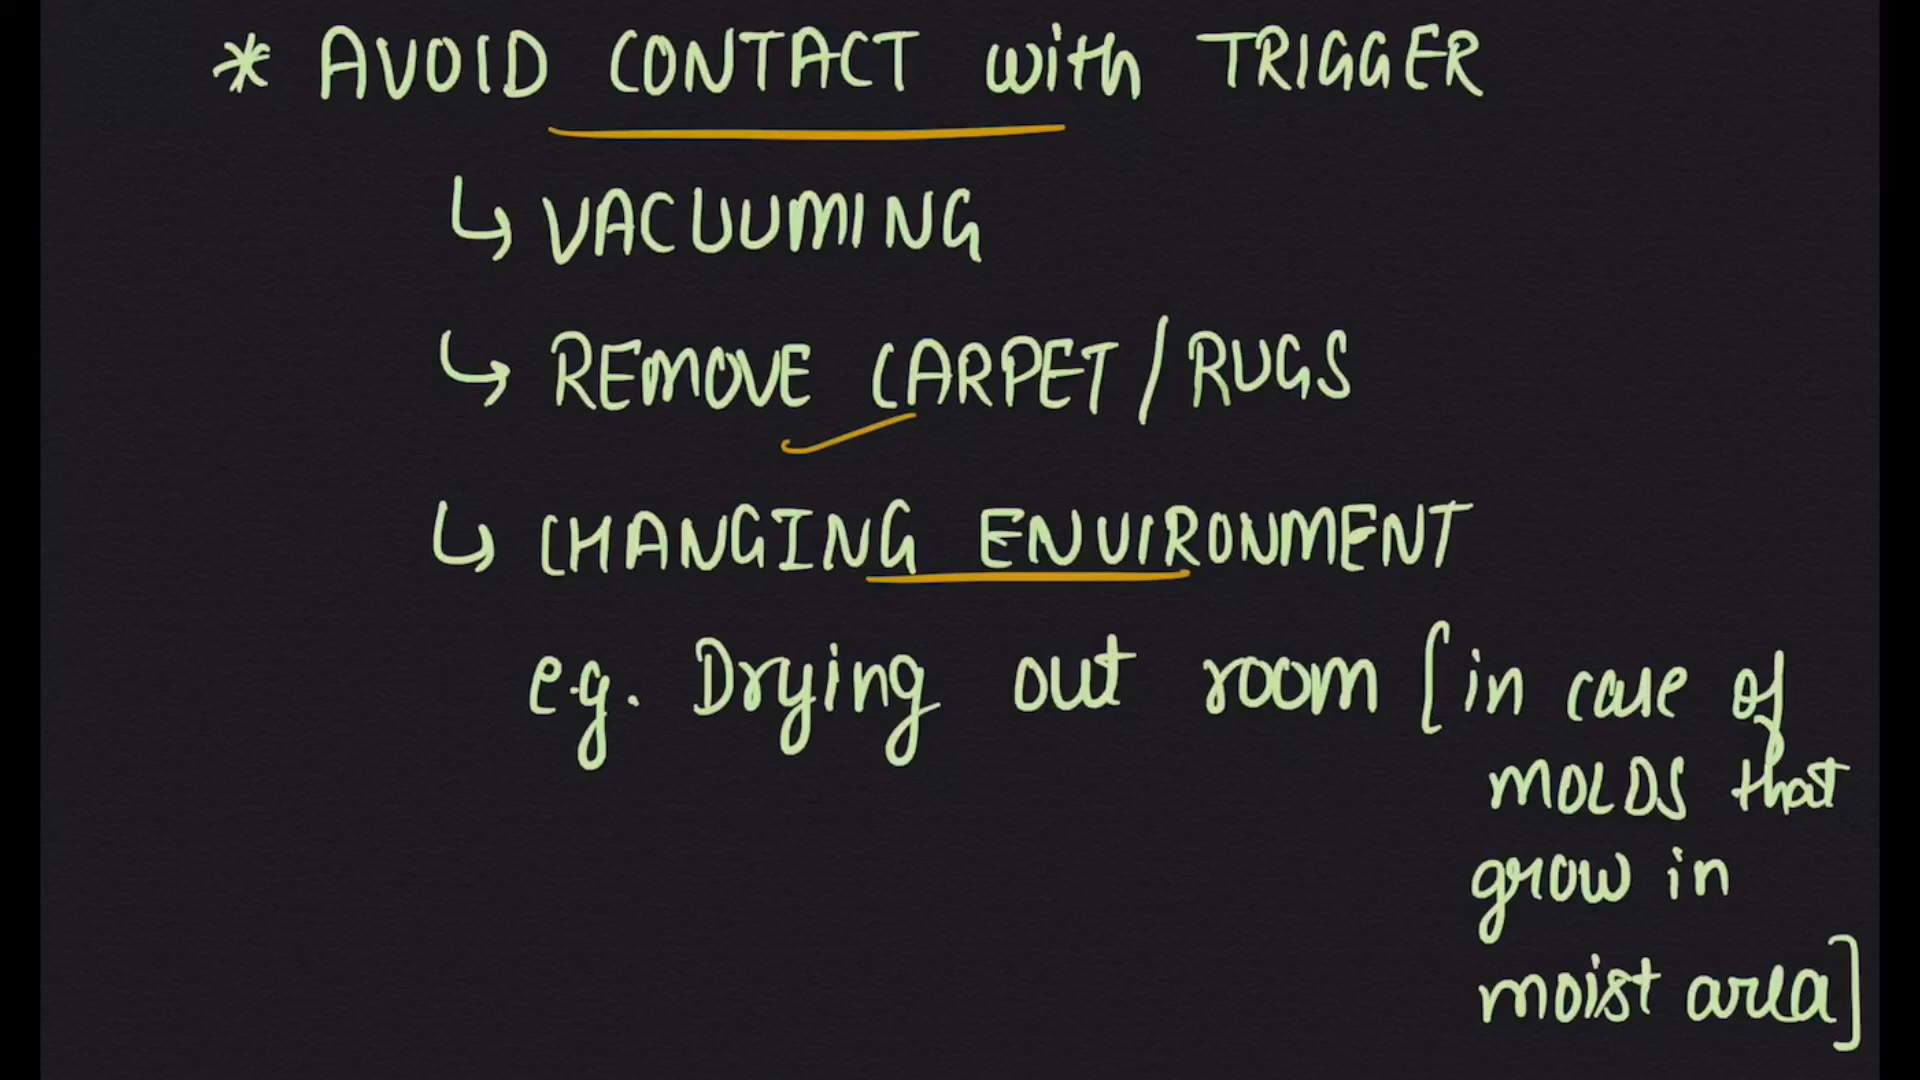 * AVOID CONTACT with TRIGGER
↳ VACUUMING
↳ REMOVE CARPET / RUGS
↳ CHANGING ENVIRONMENT
e.g. Drying out room [in case of
MOLDS that
grow in
moist area]